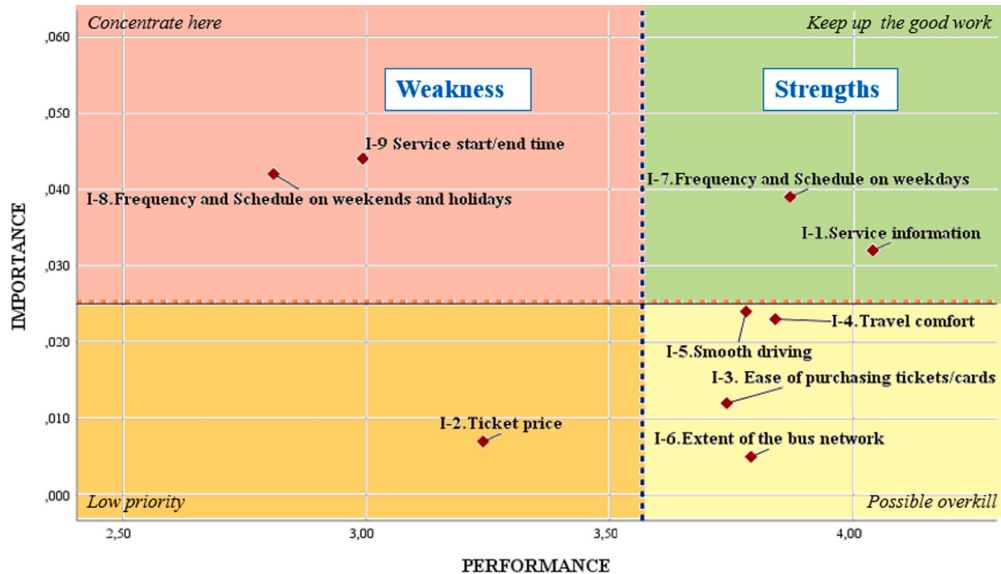 Concentrate here
Keep up the good work
,060
Weakness
Strengths
,050
I-9 Service start/end time
,040
I-7.Frequency and Schedule on weekdays
I-8.Frequency and Schedule on weekends and holidays
I-1.Service information
,030
IMPORTANCE
I-4.Travel comfort
,020
I-5.Smooth driving
I-3. Ease of purchasing tickets/cards
,010
I-2.Ticket price
I-6.Extent of the bus network
,000
Low priority
Possible overkill
2,50
3,00
3,50
4,00
PERFORMANCE